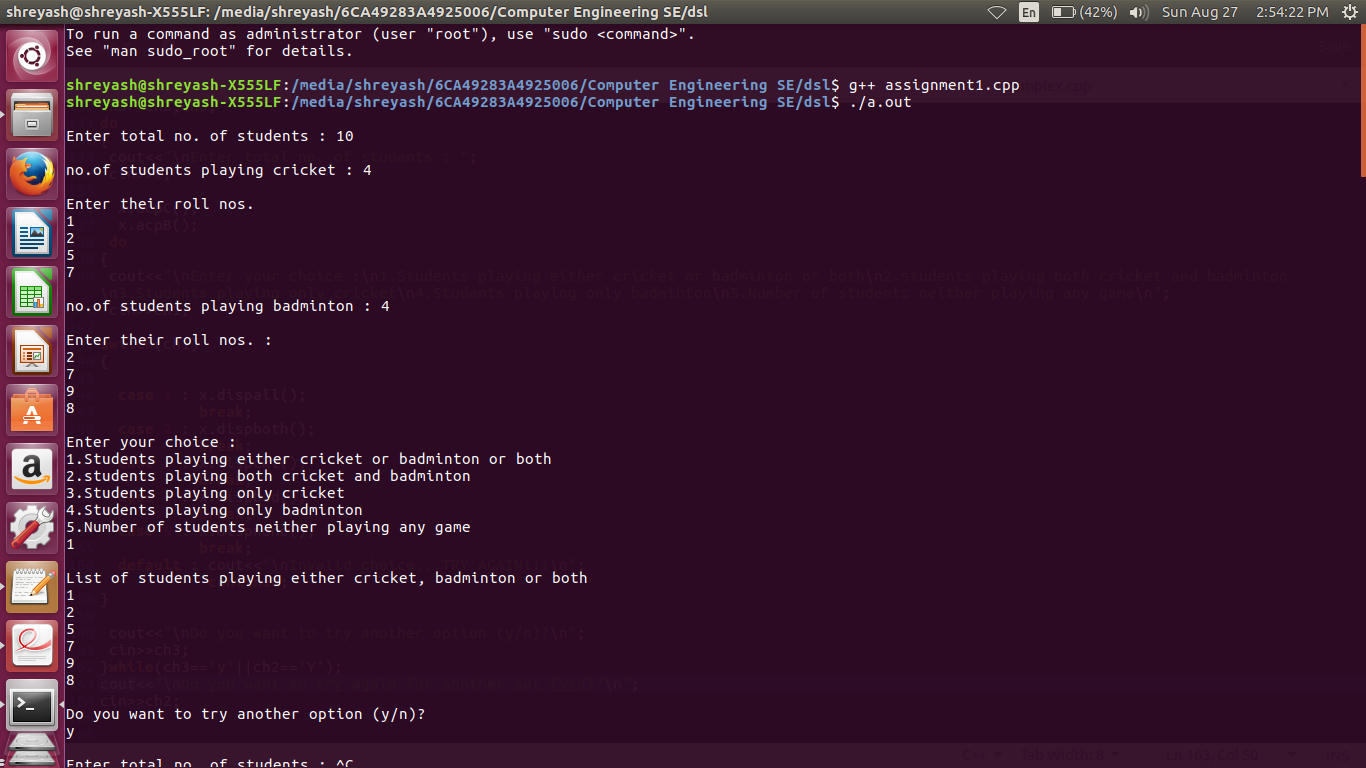 shreyash@shreyash-X555LF: /media/shreyash/6CA49283A4925006/Computer Engineering SE/dsl
En (42%) Sun Aug 27 2:54:22 PM
To run a command as administrator (user "root"), use "sudo <command>".
See "man sudo_root" for details.
shreyash@shreyash-X555LF:/media/shreyash/6CA49283A4925006/Computer Engineering SE/dsl$ g++ assignment1.cpp
shreyash@shreyash-X555LF:/media/shreyash/6CA49283A4925006/Computer Engineering SE/dsl$ ./a.out
Enter total no. of students : 10
no.of students playing cricket : 4
Enter their roll nos.
1
2
5
7
no.of students playing badminton : 4
Enter their roll nos. :
2
7
9
8
Enter your choice :
1.Students playing either cricket or badminton or both
2.students playing both cricket and badminton
3.Students playing only cricket
4.Students playing only badminton
5.Number of students neither playing any game
1
List of students playing either cricket, badminton or both
1
2
5
7
9
8
Do you want to try another option (y/n)?
y
Enter total no. of students : ^C